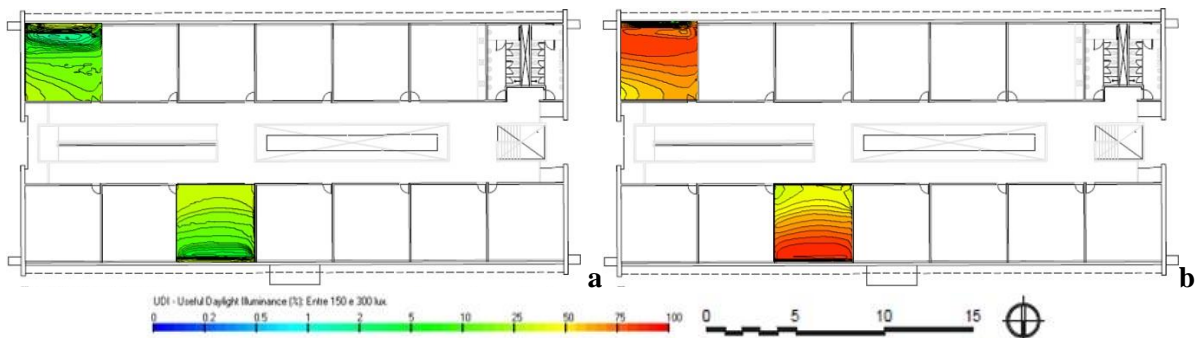 a
b
UDI - Useful Daylight Illuminance (%): Entre 150 e 300 lux.
0 0.2 0.5 1 2 5 10 25 50 75 100
0 5 10 15